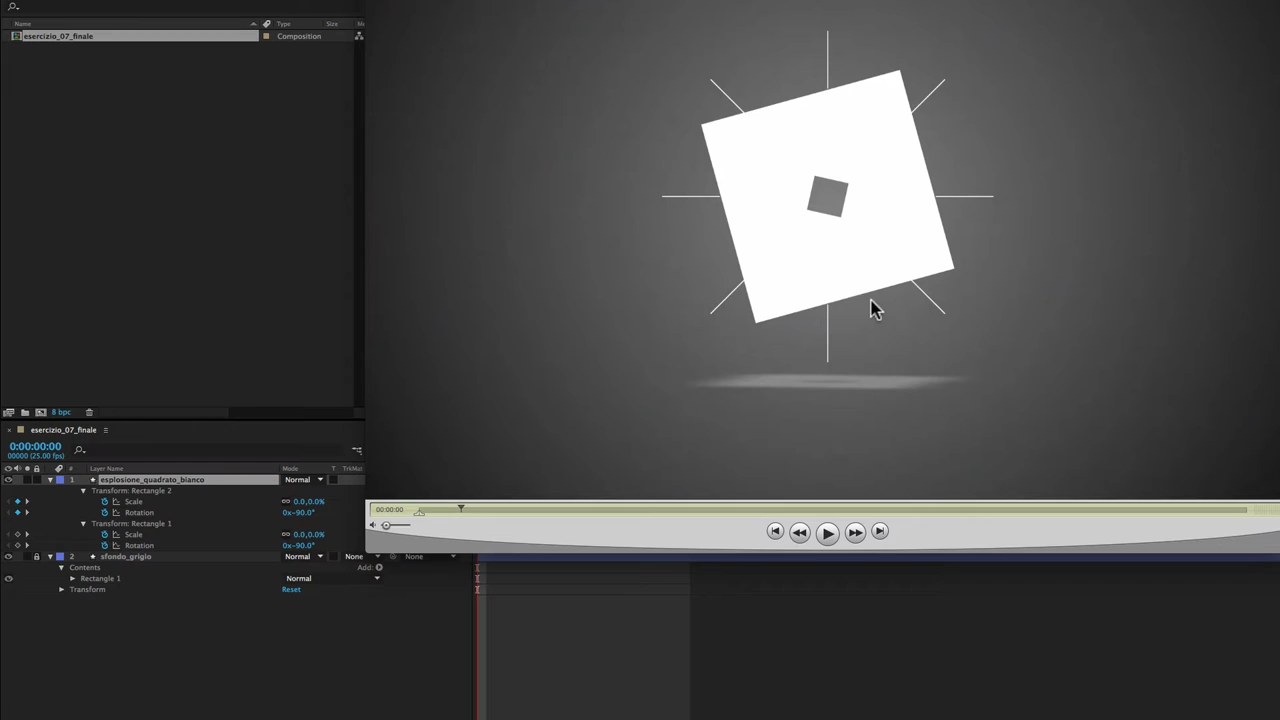 Name Type Size
esercizio_07_finale Composition
8 bpc
esercizio_07_finale
0:00:00:00
00000 (25.00 fps)
# Layer Name Mode T TrkMat
1 esplosione_quadrato_bianco Normal
Transform: Rectangle 2
Scale 0.0,0.0%
Rotation 0x-90.0°
Transform: Rectangle 1
Scale 0.0,0.0%
Rotation 0x-90.0°
2 sfondo_grigio Normal None None
Contents Add:
Rectangle 1 Normal
Transform Reset
00:00:00